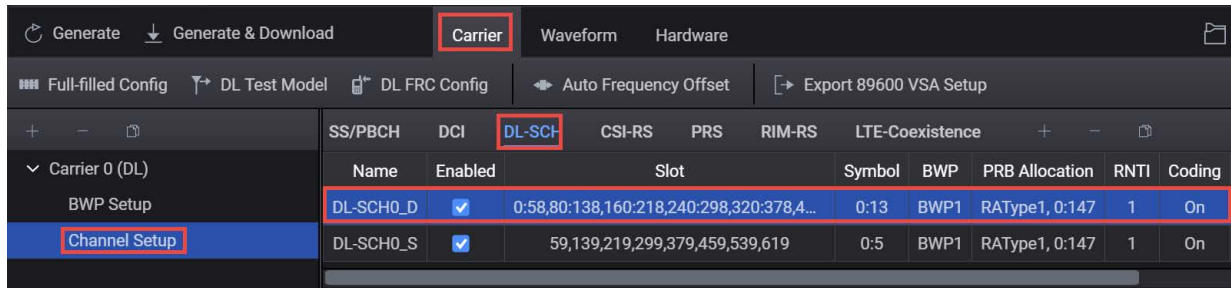 Generate Generate & Download Carrier Waveform Hardware
Full-filled Config DL Test Model DL FRC Config Auto Frequency Offset Export 89600 VSA Setup
SS/PBCH DCI DL-SCH CSI-RS PRS RIM-RS LTE-Coexistence
Carrier 0 (DL) Name Enabled Slot Symbol BWP PRB Allocation RNTI Coding
BWP Setup DL-SCH0_D 0:58,80:138,160:218,240:298,320:378,4... 0:13 BWP1 RAType1, 0:147 1 On
Channel Setup DL-SCH0_S 59,139,219,299,379,459,539,619 0:5 BWP1 RAType1, 0:147 1 On